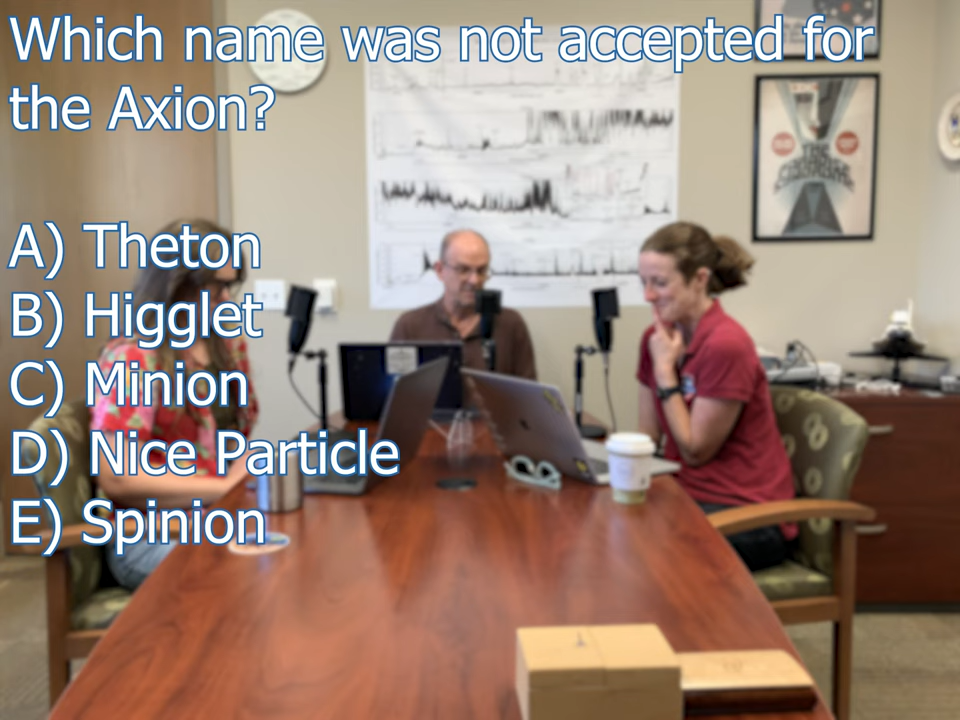 Which name was not accepted for
the Axion?
A) Theton
B) Higglet
C) Minion
D) Nice Particle
E) Spinion